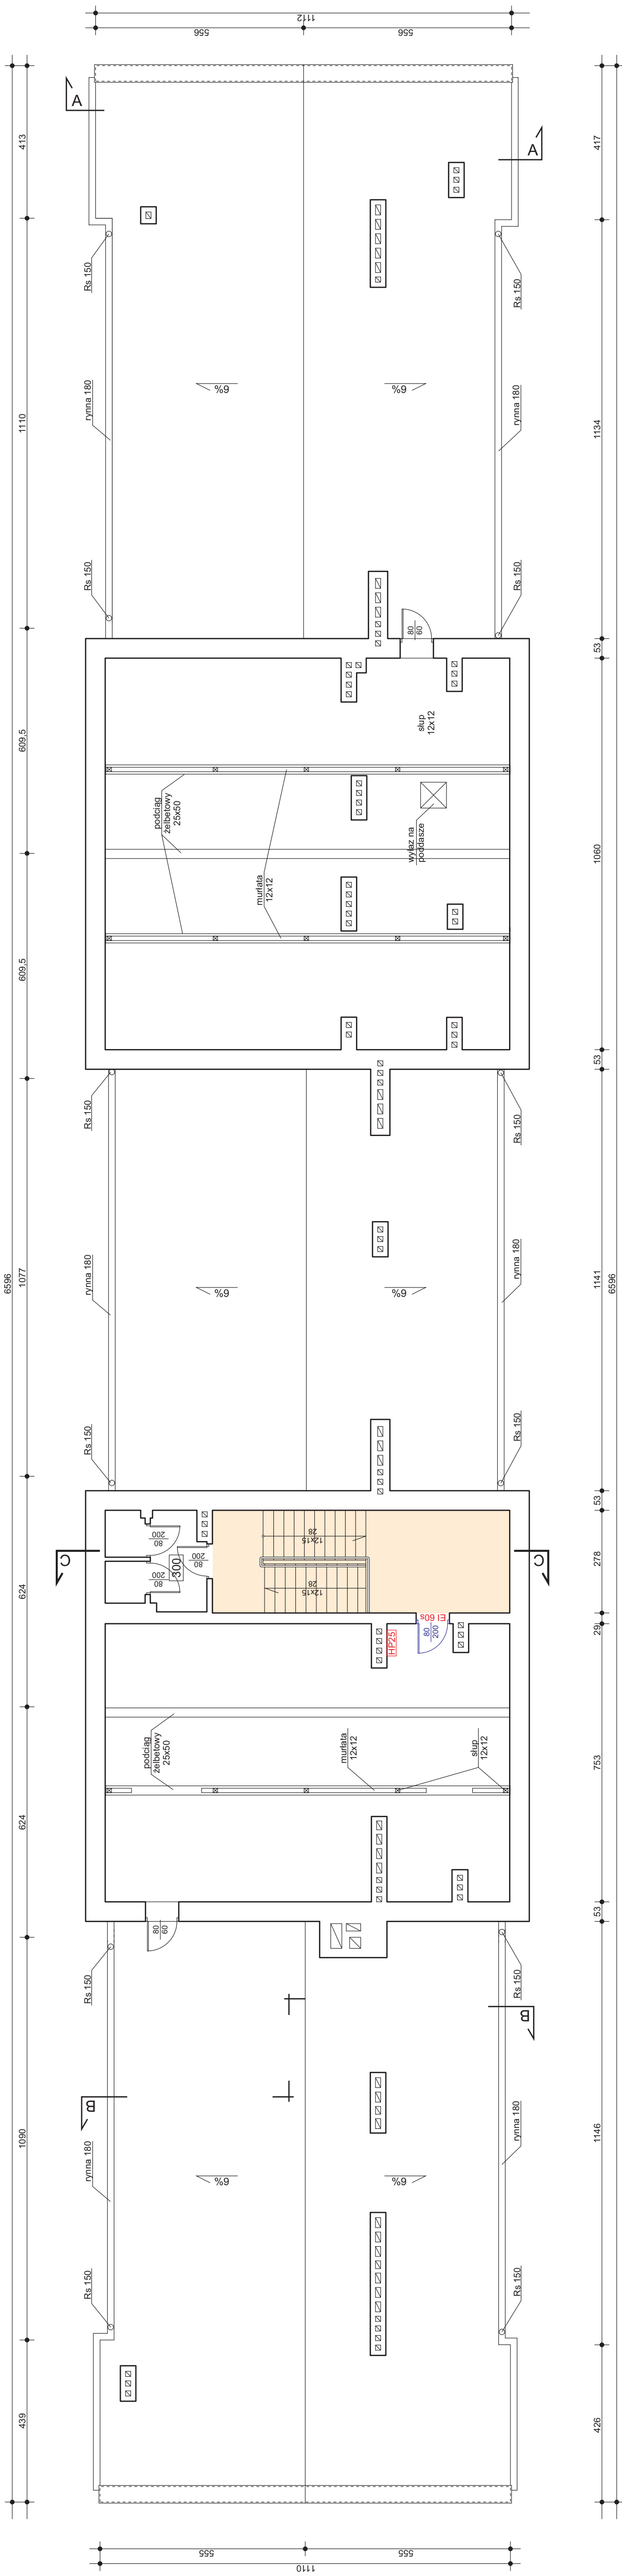 1112
556
556
A
A
413
417
Rs 150
Rs 150
6%
6%
rynna 180
rynna 180
1110
1134
Rs 150
Rs 150
80
60
53
słup
12x12
609,5
podciąg
żelbetowy
25x50
wyłaz na
poddasze
1060
murłata
12x12
609,5
53
Rs 150
Rs 150
6596
1077
rynna 180
6%
6%
rynna 180
1141
6596
Rs 150
Rs 150
53
80
200
80
200
80
200
300
C
C
28
12x15
28
12x15
278
624
EI 60s
80
200
HP25
29
podciąg
żelbetowy
25x50
murłata
12x12
słup
12x12
753
624
53
80
60
Rs 150
Rs 150
B
B
1090
rynna 180
6%
6%
rynna 180
1146
Rs 150
Rs 150
439
426
555
555
1110